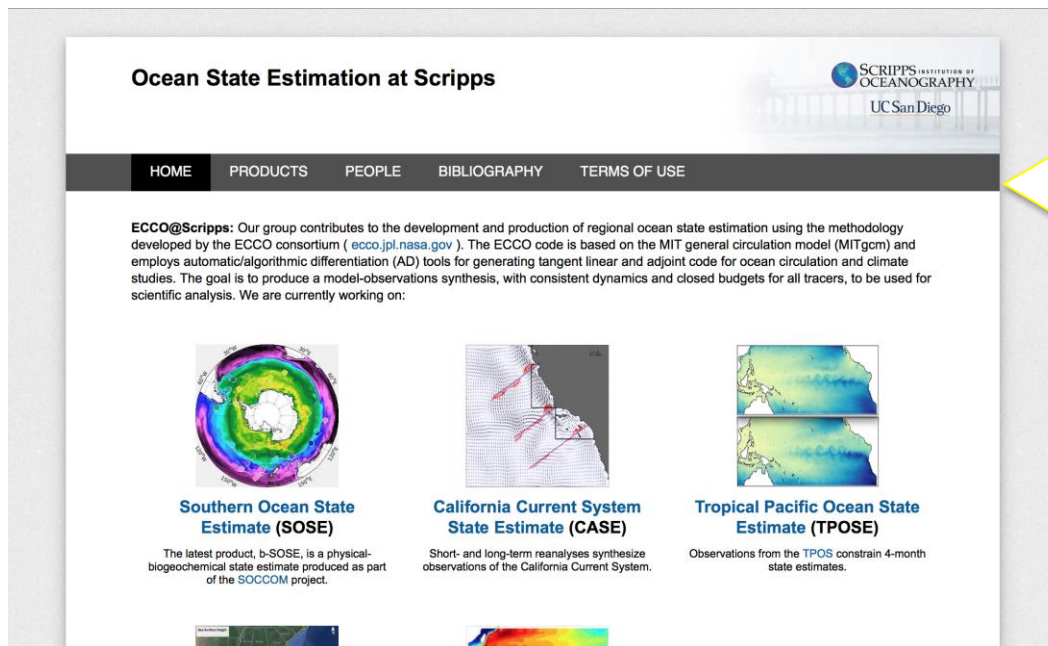 Ocean State Estimation at Scripps
SCRIPPS INSTITUTION OF
OCEANOGRAPHY
UC San Diego
HOME PRODUCTS PEOPLE BIBLIOGRAPHY TERMS OF USE
ECCO@Scripps: Our group contributes to the development and production of regional ocean state estimation using the methodology
developed by the ECCO consortium ( ecco.jpl.nasa.gov ). The ECCO code is based on the MIT general circulation model (MITgcm) and
employs automatic/algorithmic differentiation (AD) tools for generating tangent linear and adjoint code for ocean circulation and climate
studies. The goal is to produce a model-observations synthesis, with consistent dynamics and closed budgets for all tracers, to be used for
scientific analysis. We are currently working on:
Southern Ocean State
Estimate (SOSE)
The latest product, b-SOSE, is a physical-
biogeochemical state estimate produced as part
of the SOCCOM project.
California Current System
State Estimate (CASE)
Short- and long-term reanalyses synthesize
observations of the California Current System.
Tropical Pacific Ocean State
Estimate (TPOSE)
Observations from the TPOS constrain 4-month
state estimates.